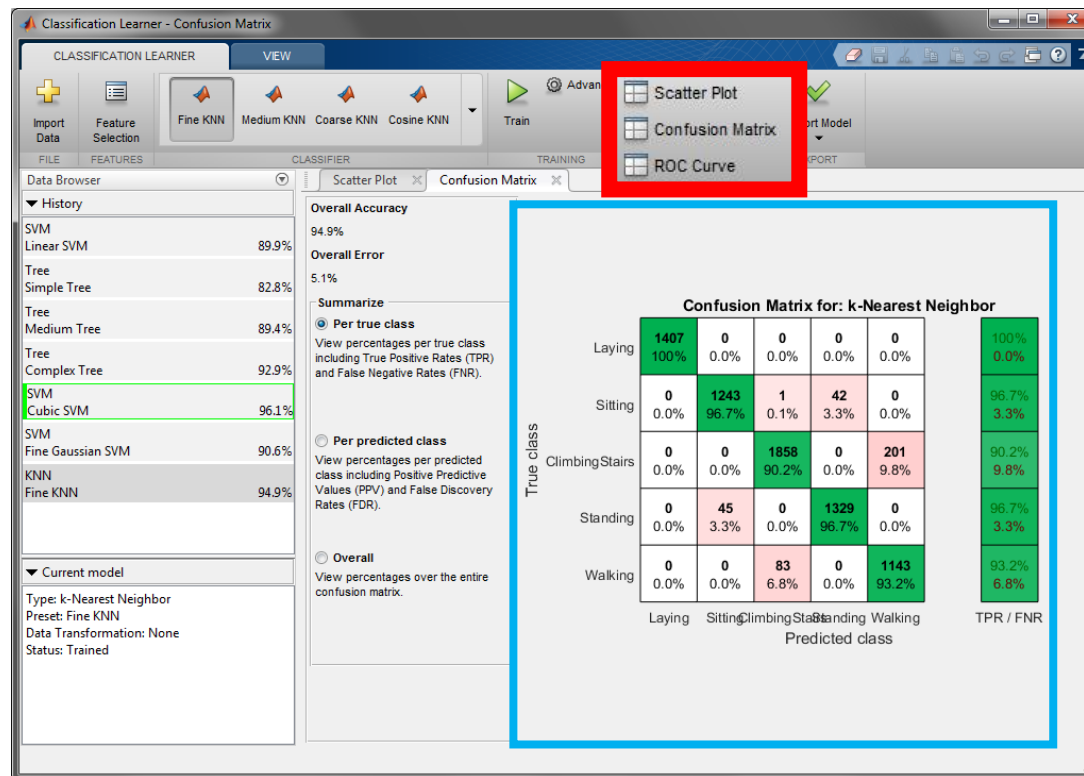 Classification Learner - Confusion Matrix
CLASSIFICATION LEARNER
VIEW
Import
Data
Feature
Selection
Fine KNN
Medium KNN
Coarse KNN
Cosine KNN
Train
Advan
Scatter Plot
Confusion Matrix
ROC Curve
ort Model
FILE
FEATURES
CLASSIFIER
TRAINING
XPORT
Data Browser
▼ History
SVM
Linear SVM 89.9%
Tree
Simple Tree 82.8%
Tree
Medium Tree 89.4%
Tree
Complex Tree 92.9%
SVM
Cubic SVM 96.1%
SVM
Fine Gaussian SVM 90.6%
KNN
Fine KNN 94.9%
▼ Current model
Type: k-Nearest Neighbor
Preset: Fine KNN
Data Transformation: None
Status: Trained
Scatter Plot
Confusion Matrix
Overall Accuracy
94.9%
Overall Error
5.1%
Summarize
Per true class
View percentages per true class
including True Positive Rates (TPR)
and False Negative Rates (FNR).
Per predicted class
View percentages per predicted
class including Positive Predictive
Values (PPV) and False Discovery
Rates (FDR).
Overall
View percentages over the entire
confusion matrix.
Confusion Matrix for: k-Nearest Neighbor
True class
Laying 1407 0 0 0 0 100%
100% 0.0% 0.0% 0.0% 0.0% 0.0%
Sitting 0 1243 1 42 0 96.7%
0.0% 96.7% 0.1% 3.3% 0.0% 3.3%
ClimbingStairs 0 0 1858 0 201 90.2%
0.0% 0.0% 90.2% 0.0% 9.8% 9.8%
Standing 0 45 0 1329 0 96.7%
0.0% 3.3% 0.0% 96.7% 0.0% 3.3%
Walking 0 0 83 0 1143 93.2%
0.0% 0.0% 6.8% 0.0% 93.2% 6.8%
Laying Sitting ClimbingStairs Standing Walking TPR / FNR
Predicted class